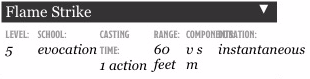 Flame Strike ▼
LEVEL: SCHOOL: CASTING RANGE: COMPONENTS: DURATION:
5 evocation TIME: 60 v s instantaneous
1 action feet m